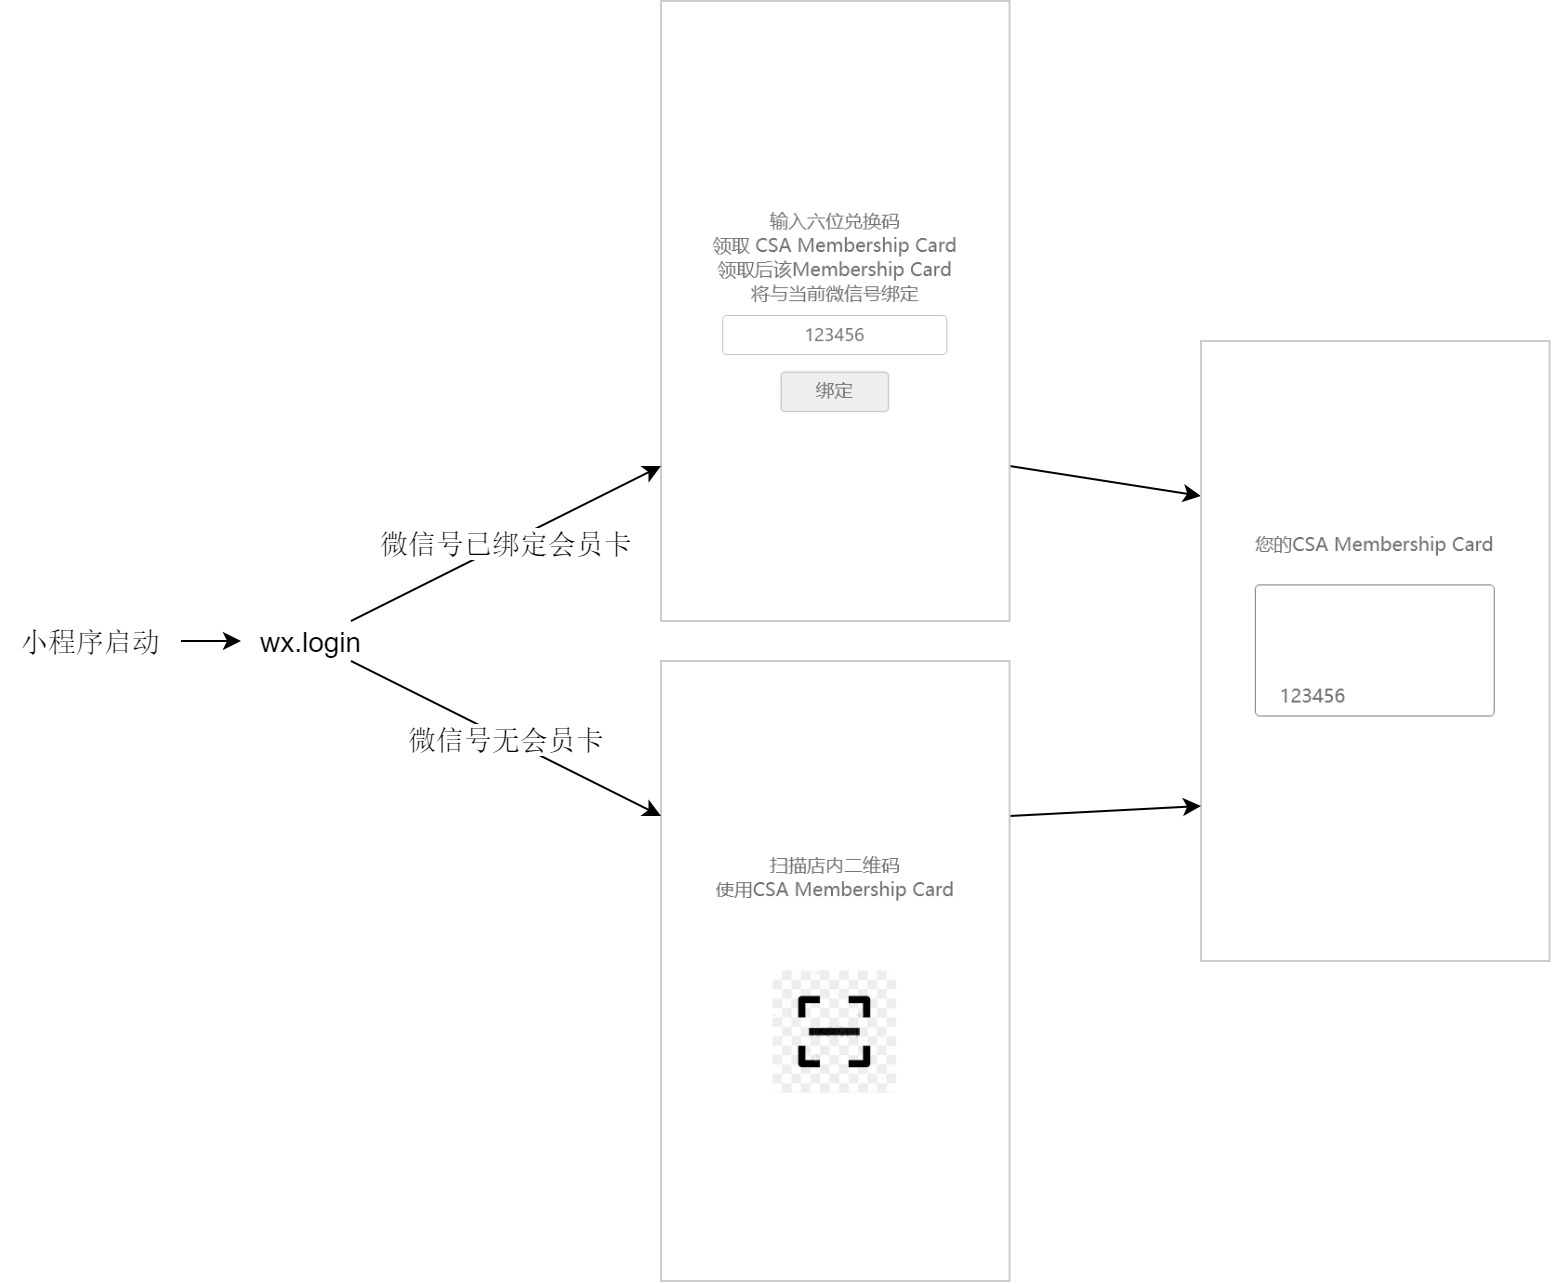 小程序启动
wx.login
微信号已绑定会员卡
微信号无会员卡
输入六位兑换码
领取 CSA Membership Card
领取后该Membership Card
将与当前微信号绑定
123456
绑定
扫描店内二维码
使用CSA Membership Card
您的CSA Membership Card
123456